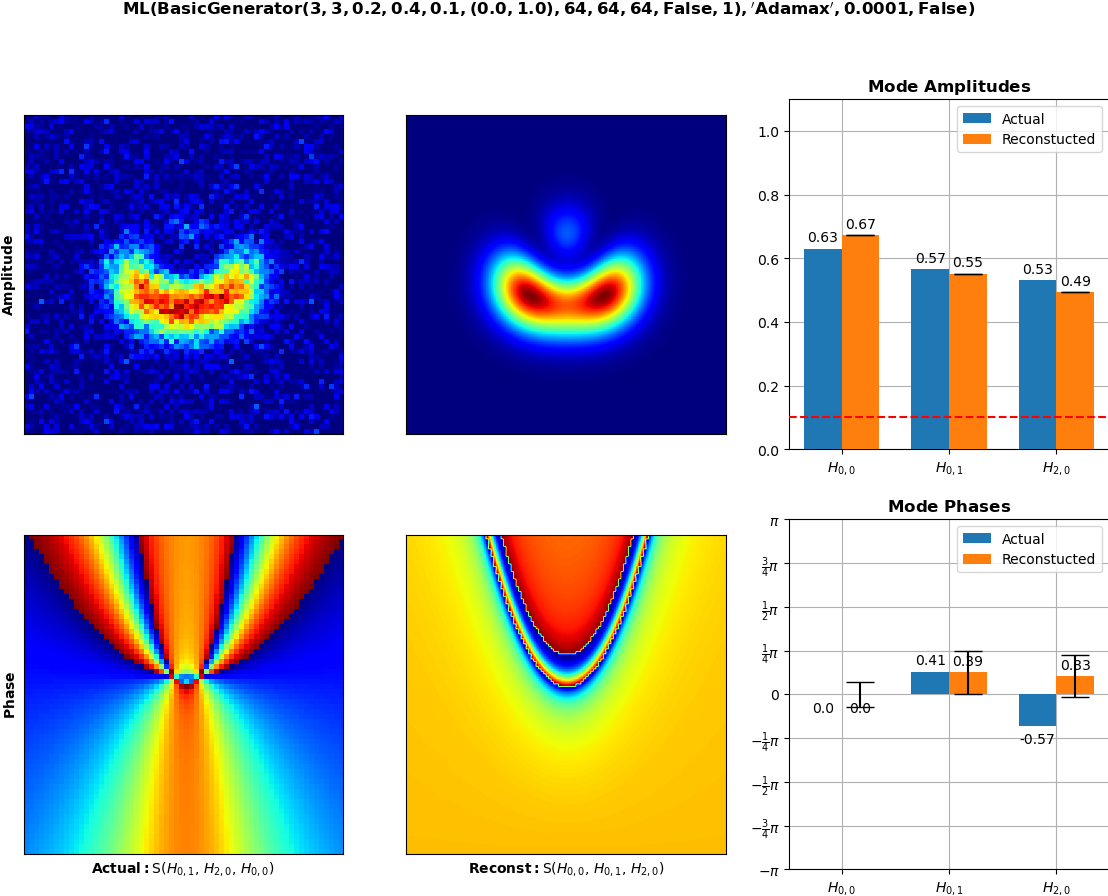 ML(BasicGenerator(3, 3, 0.2, 0.4, 0.1, (0.0, 1.0), 64, 64, 64, False, 1), ′Adamax′, 0.0001, False)
Mode Amplitudes
Amplitude
1.0
0.8
0.6
0.4
0.2
0.0
Actual
Reconstucted
0.63
0.67
0.57
0.55
0.53
0.49
H0,0
H0,1
H2,0
Mode Phases
Phase
π
3/4π
1/2π
1/4π
0
−1/4π
−1/2π
−3/4π
−π
Actual
Reconstucted
0.0
0.0
0.41
0.39
-0.57
0.33
H0,0
H0,1
H2,0
Actual: S(H0,1, H2,0, H0,0)
Reconst: S(H0,0, H0,1, H2,0)